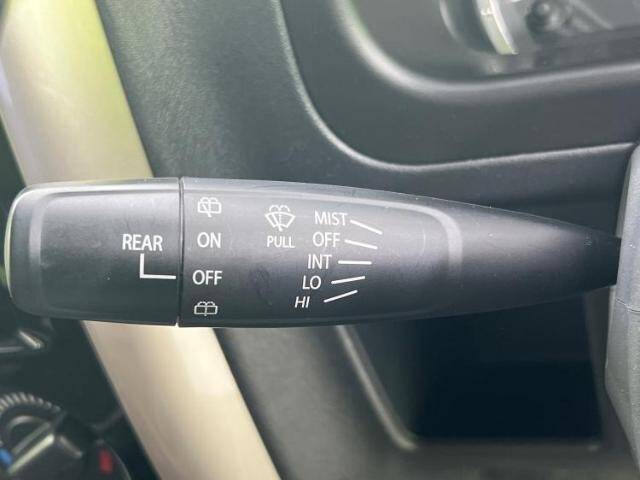 REAR
ON
OFF
PULL
MIST
OFF
INT
LO
HI